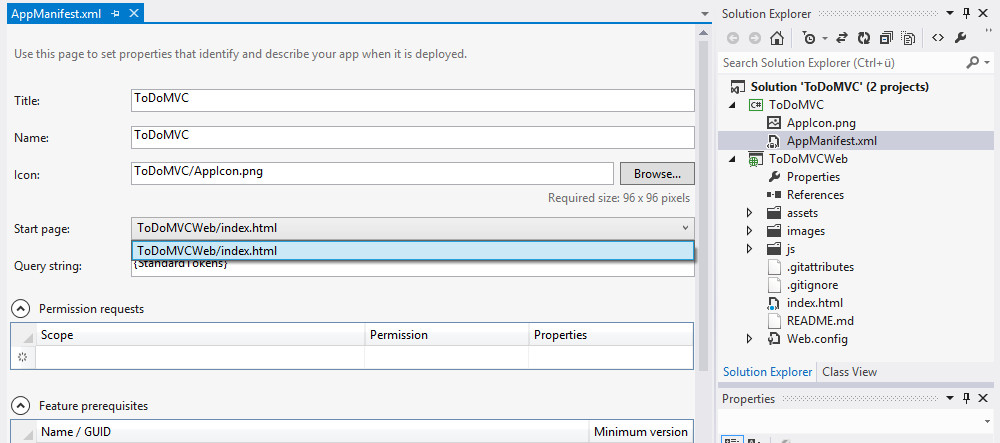 AppManifest.xml
Use this page to set properties that identify and describe your app when it is deployed.
Title: ToDoMVC
Name: ToDoMVC
Icon: ToDoMVC/AppIcon.png Browse...
Required size: 96 x 96 pixels
Start page: ToDoMVCWeb/index.html
ToDoMVCWeb/index.html
Query string: {StandardTokens}
Permission requests
Scope Permission Properties
Feature prerequisites
Name / GUID Minimum version
Solution Explorer
Search Solution Explorer (Ctrl+ü)
Solution 'ToDoMVC' (2 projects)
C# ToDoMVC
AppIcon.png
AppManifest.xml
ToDoMVCWeb
Properties
References
assets
images
js
.gitattributes
.gitignore
index.html
README.md
Web.config
Solution Explorer Class View
Properties